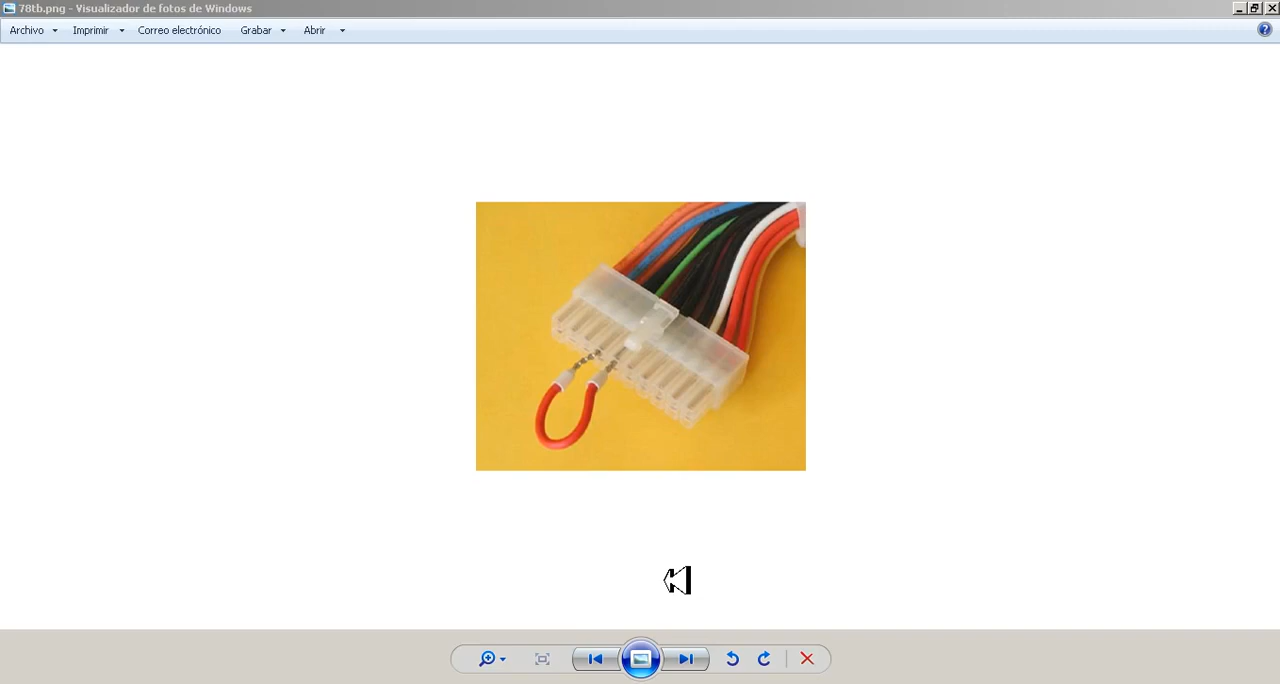 78tb.png - Visualizador de fotos de Windows
Archivo Imprimir Correo electrónico Grabar Abrir